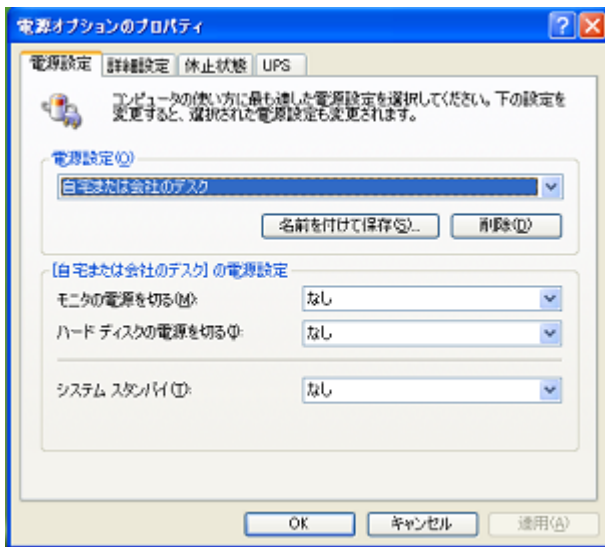 電源オプションのプロパティ
電源設定 詳細設定 休止状態 UPS
コンピュータの使い方に最も適した電源設定を選択してください。下の設定を
変更すると、選択された電源設定も変更されます。
電源設定(O)
自宅または会社のデスク
名前を付けて保存(S)... 削除(D)
[自宅または会社のデスク] の電源設定
モニタの電源を切る(M): なし
ハード ディスクの電源を切る(I): なし
システム スタンバイ(T): なし
OK キャンセル 適用(A)